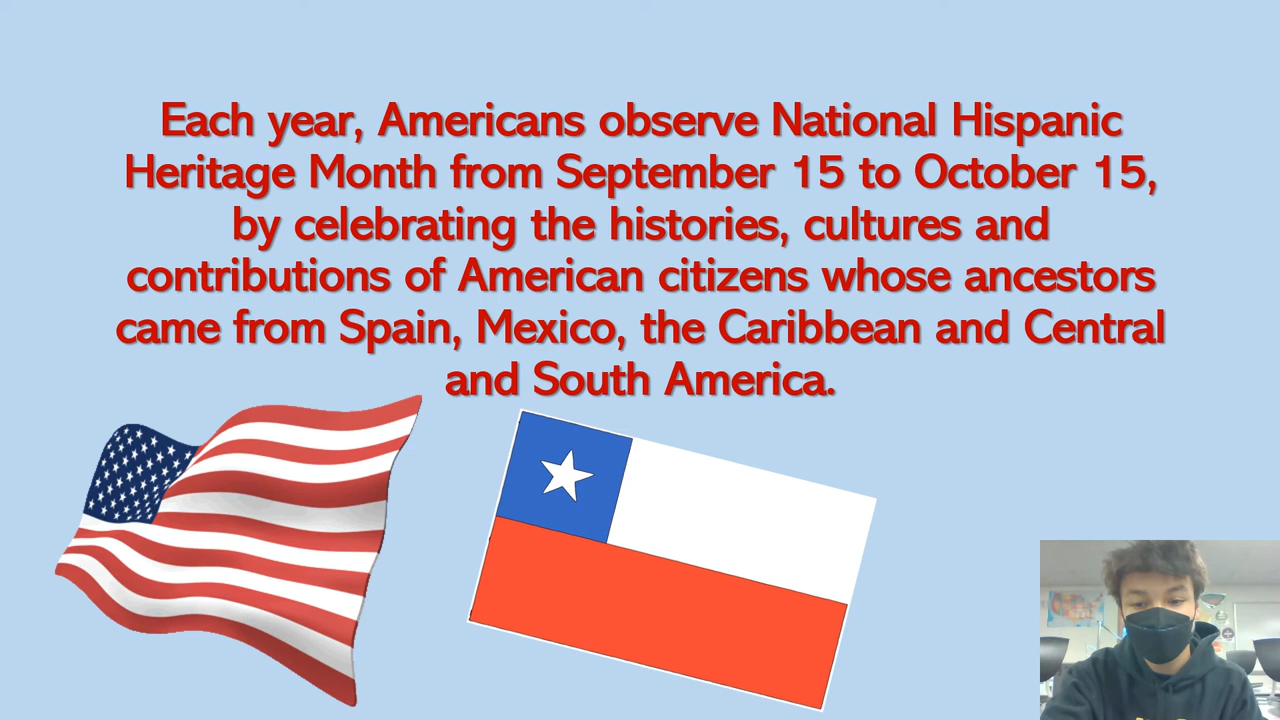 Each year, Americans observe National Hispanic
Heritage Month from September 15 to October 15,
by celebrating the histories, cultures and
contributions of American citizens whose ancestors
came from Spain, Mexico, the Caribbean and Central
and South America.